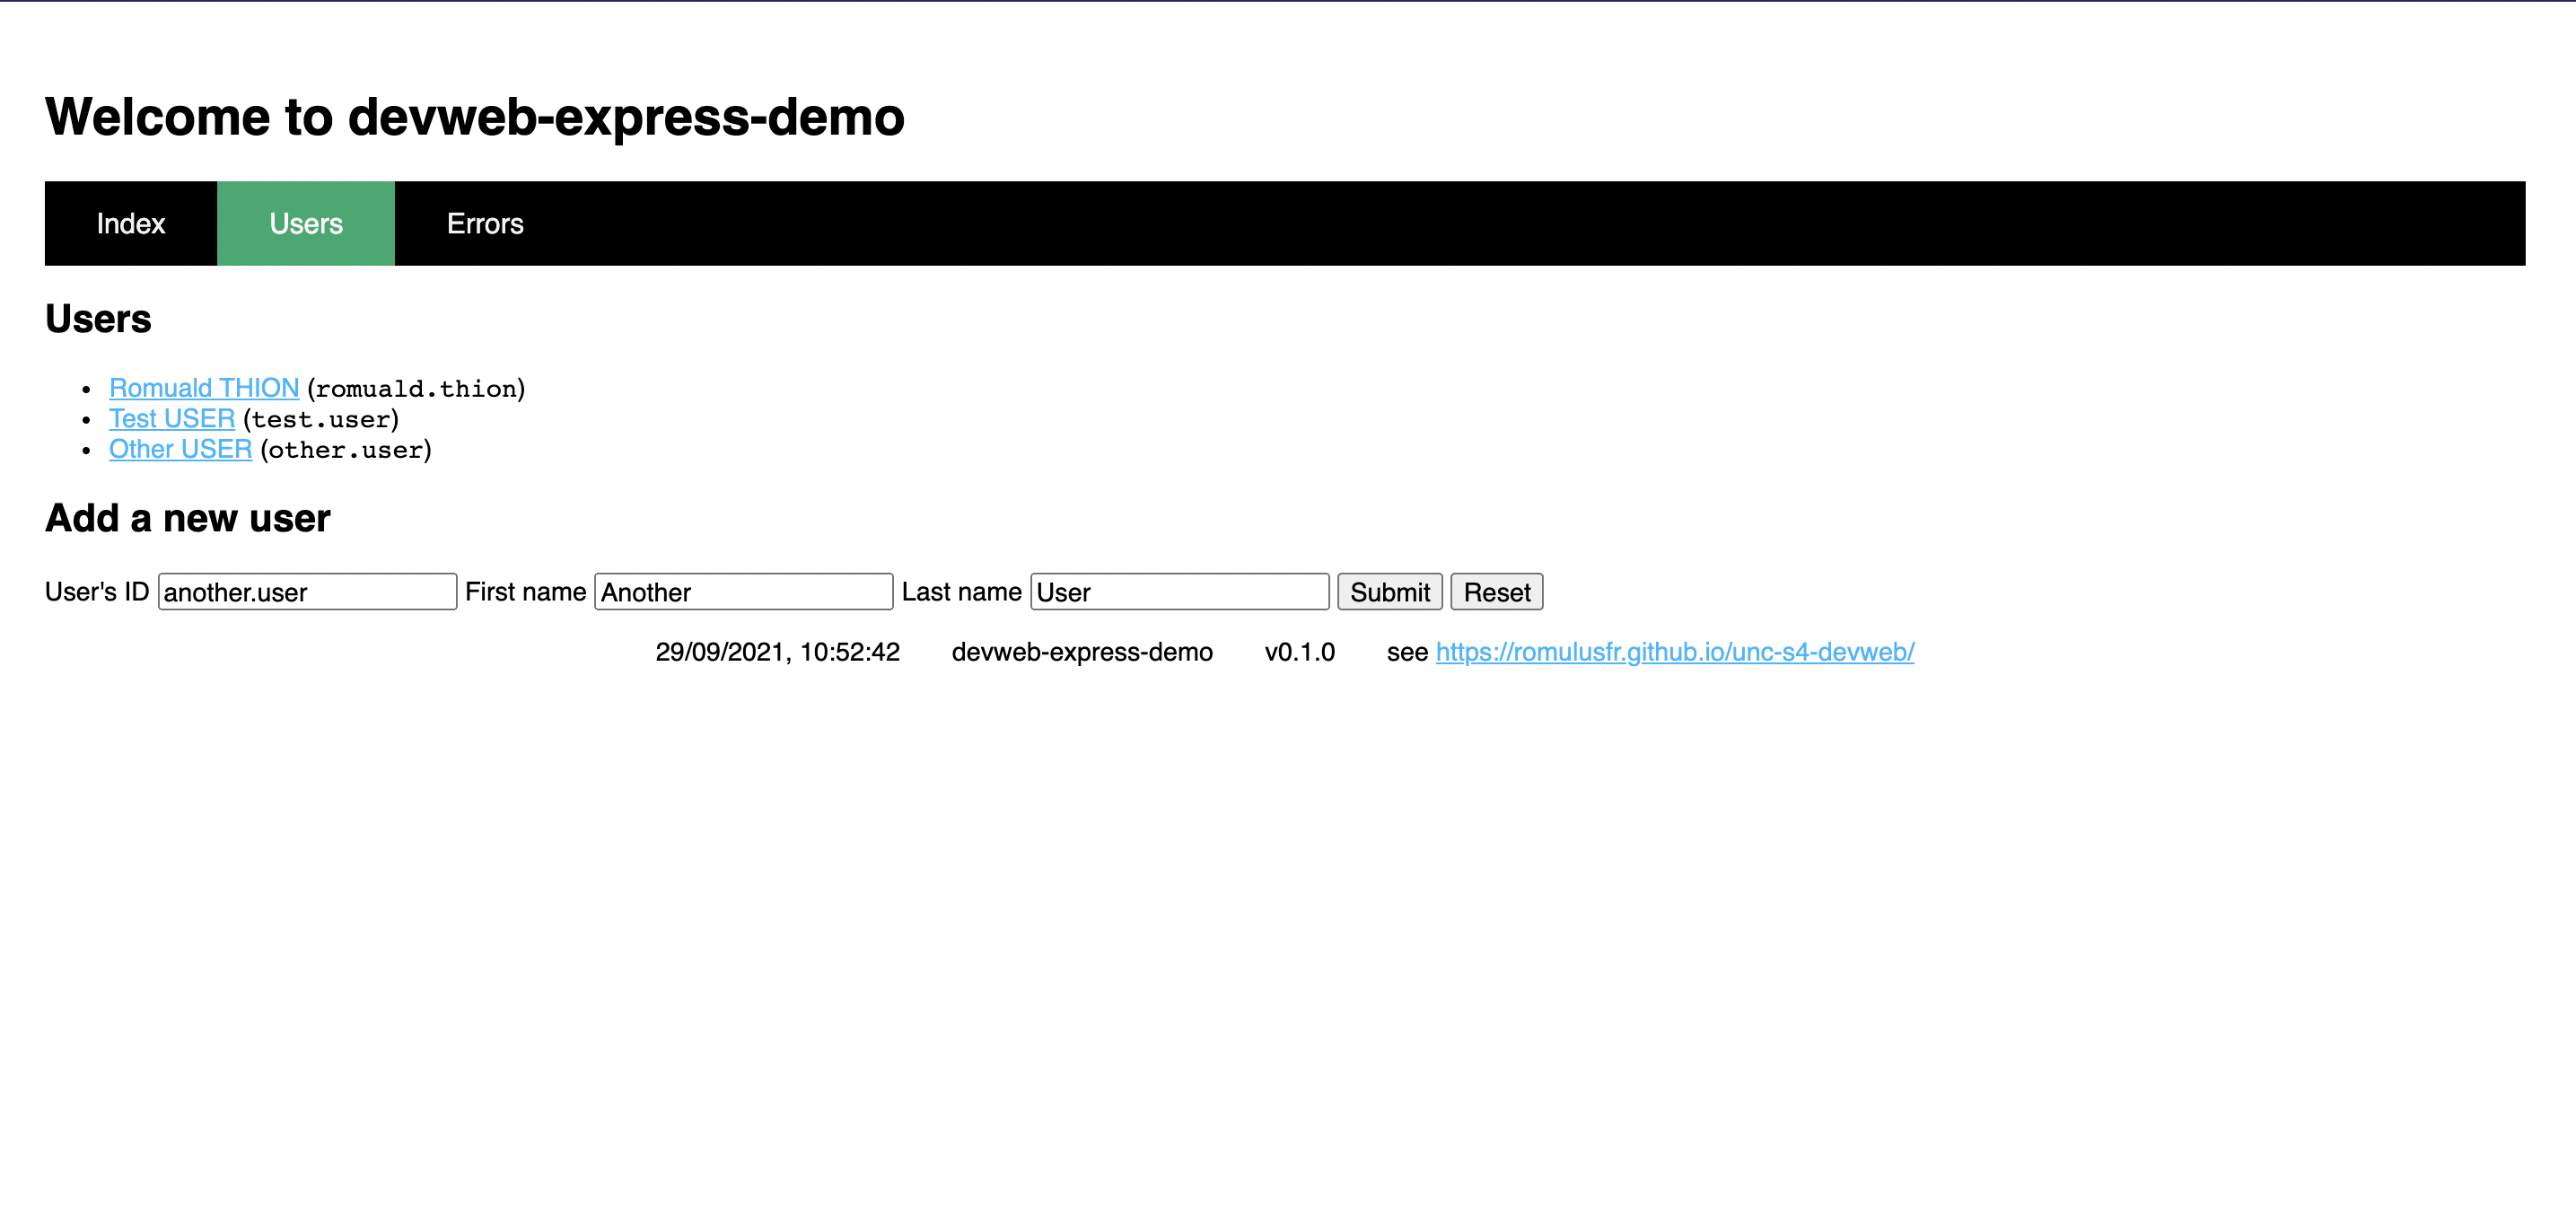 Welcome to devweb-express-demo
Index Users Errors
Users
• Romuald THION (romuald.thion)
• Test USER (test.user)
• Other USER (other.user)
Add a new user
User's ID another.user First name Another Last name User Submit Reset
29/09/2021, 10:52:42 devweb-express-demo v0.1.0 see https://romulusfr.github.io/unc-s4-devweb/